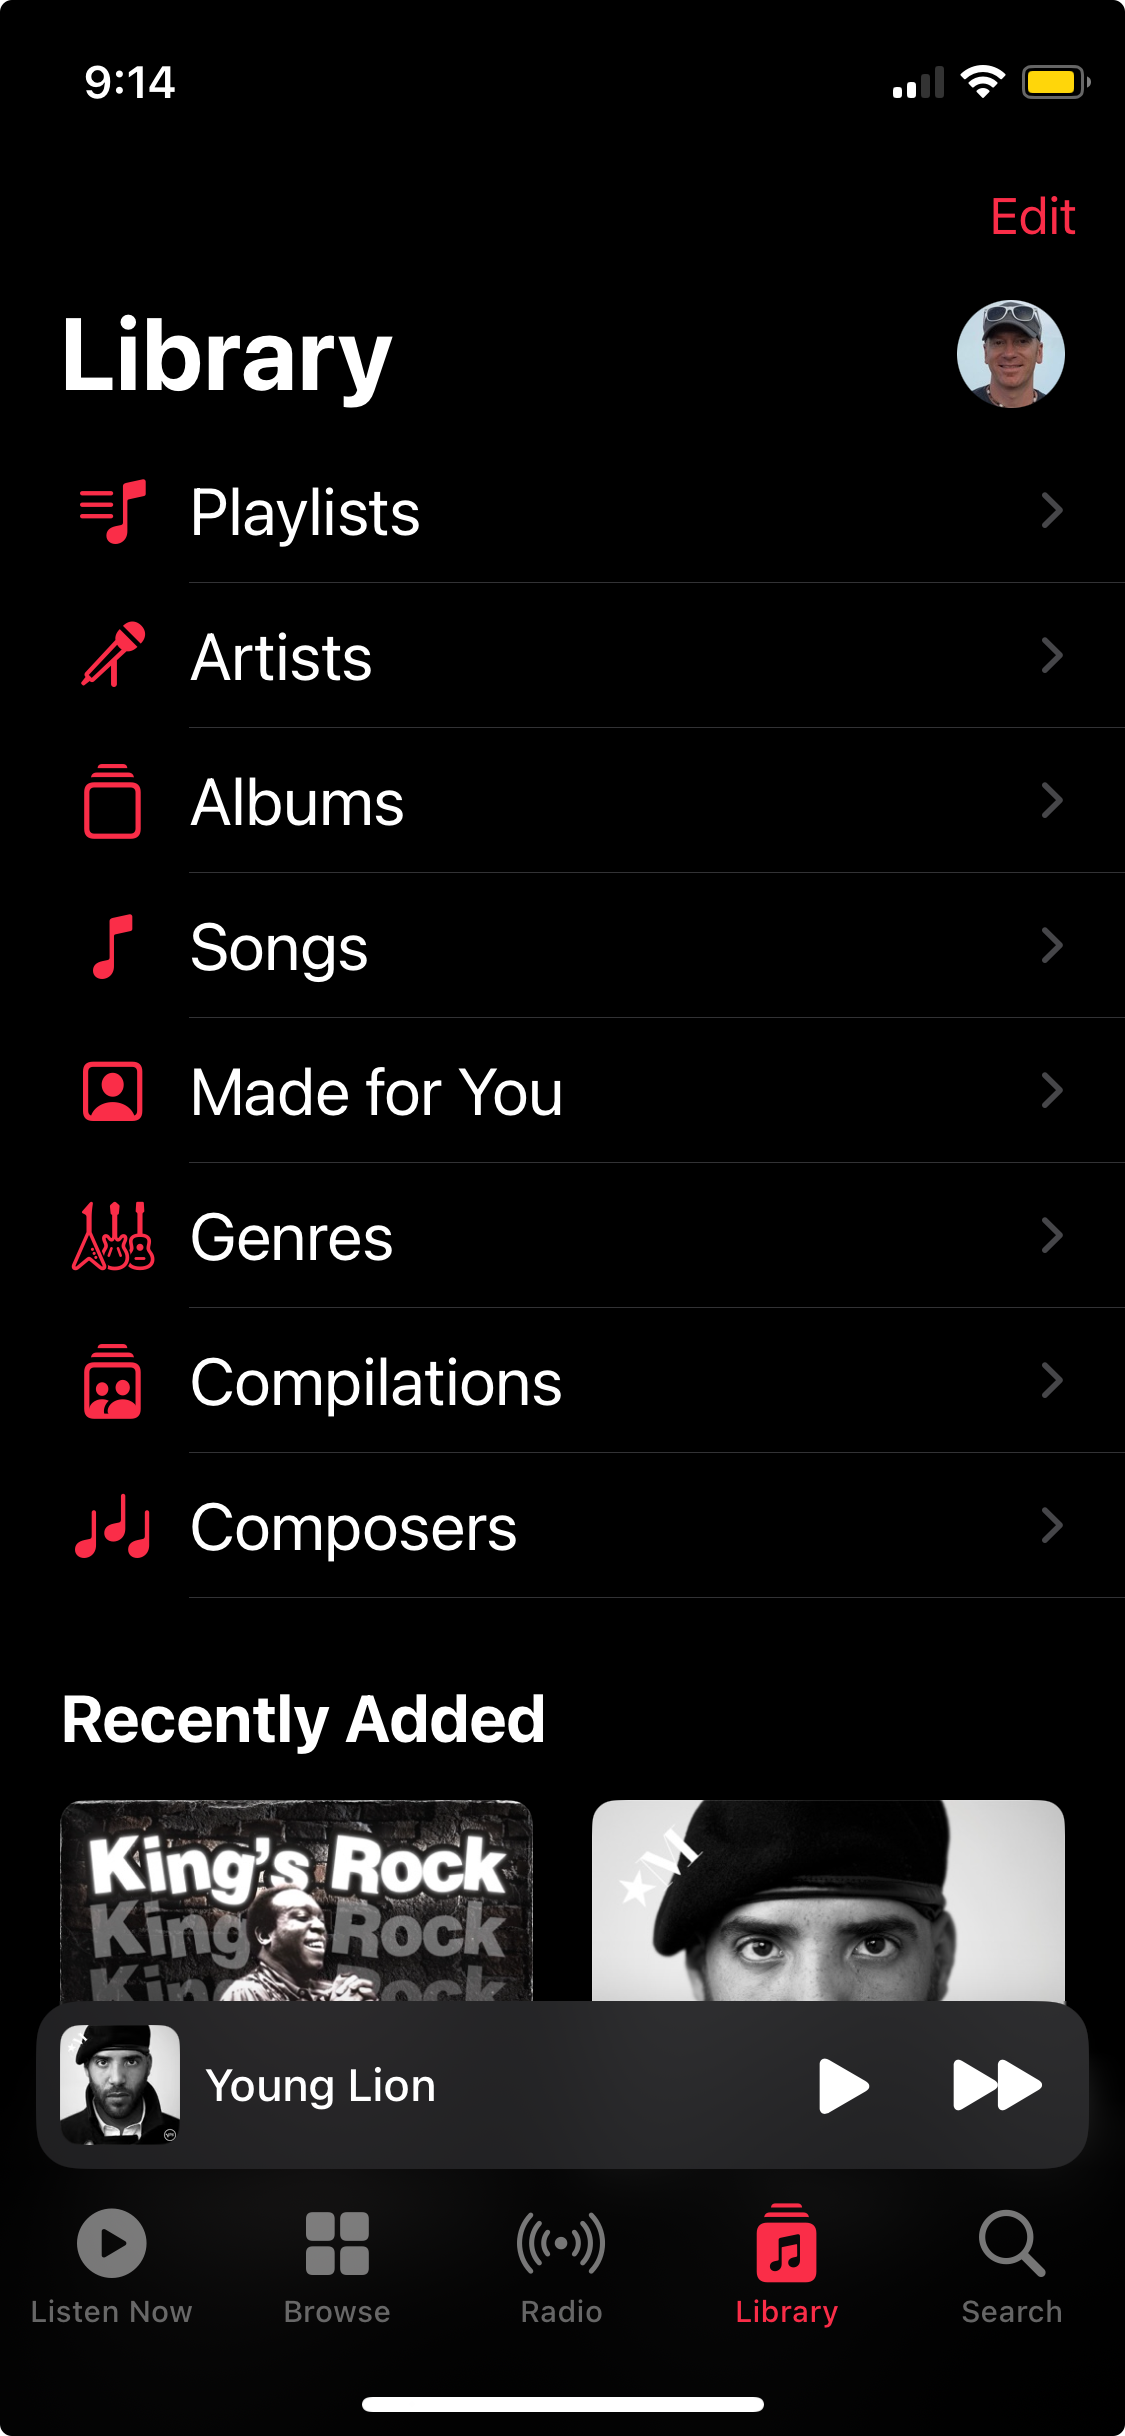 9:14
Edit
Library
Playlists
Artists
Albums
Songs
Made for You
Genres
Compilations
Composers
Recently Added
King's Rock
King Rock
M
Young Lion
Listen Now
Browse
Radio
Library
Search